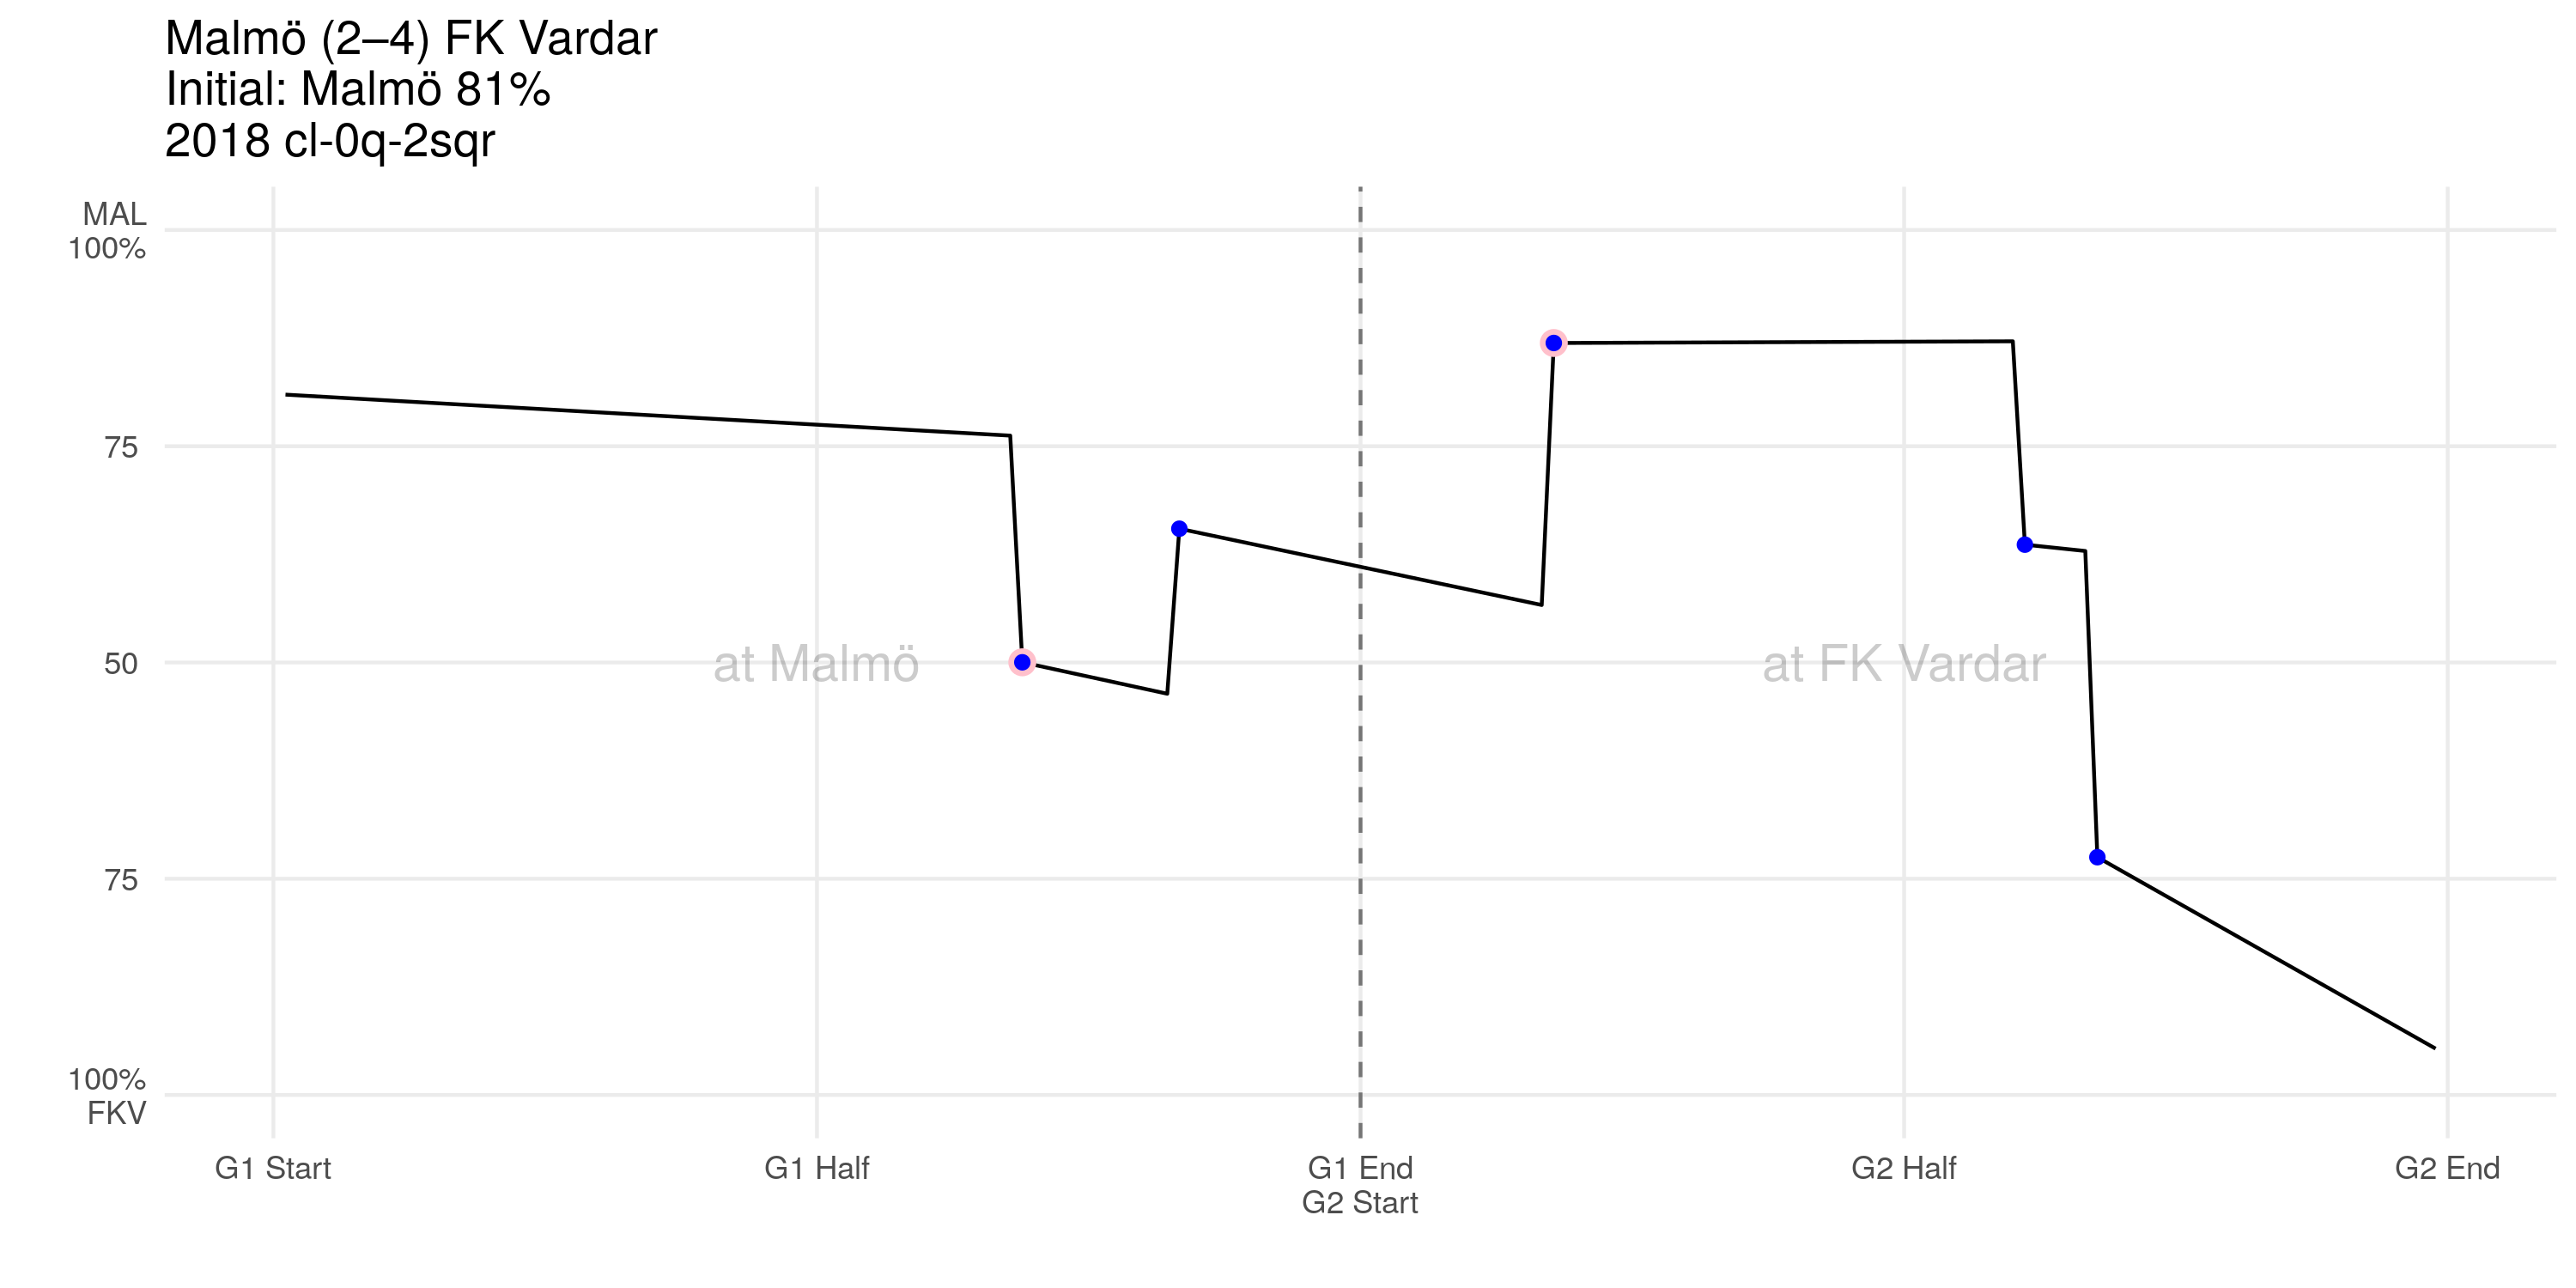 Malmö (2–4) FK Vardar
Initial: Malmö 81%
2018 cl-0q-2sqr
MAL
100%
75
50
75
100%
FKV
at Malmö
at FK Vardar
G1 Start
G1 Half
G1 End
G2 Start
G2 Half
G2 End